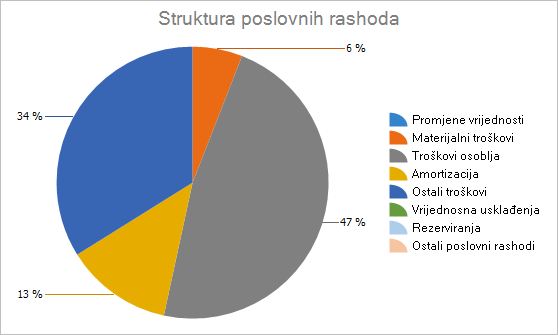 Struktura poslovnih rashoda
6 %
34 %
47 %
13 %
Promjene vrijednosti
Materijalni troškovi
Troškovi osoblja
Amortizacija
Ostali troškovi
Vrijednosna usklađenja
Rezerviranja
Ostali poslovni rashodi